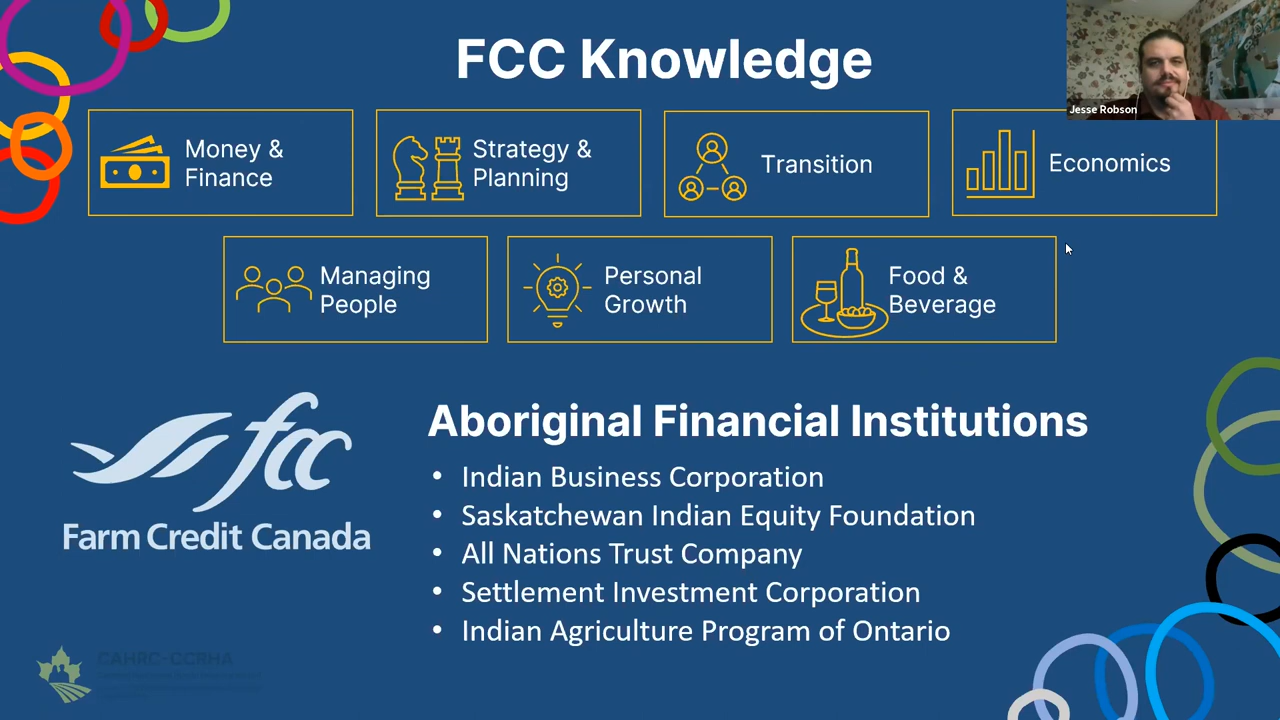 FCC Knowledge
Jesse Robson
Money &
Finance
Strategy &
Planning
Transition
Economics
Managing
People
Personal
Growth
Food &
Beverage
fcc
Farm Credit Canada
Aboriginal Financial Institutions
• Indian Business Corporation
• Saskatchewan Indian Equity Foundation
• All Nations Trust Company
• Settlement Investment Corporation
• Indian Agriculture Program of Ontario
CAHRC-CCRHA